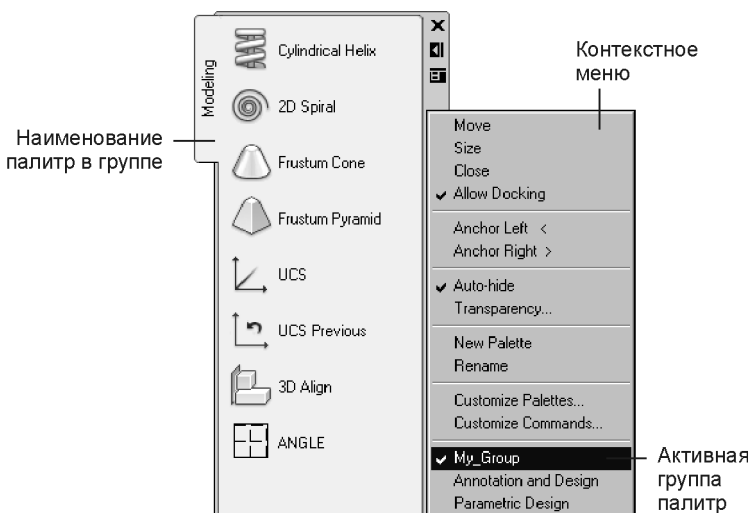 Modeling
Cylindrical Helix
2D Spiral
Frustum Cone
Frustum Pyramid
UCS
UCS Previous
3D Align
ANGLE
Наименование
палитр в группе
Контекстное
меню
Move
Size
Close
Allow Docking
Anchor Left <
Anchor Right >
Auto-hide
Transparency...
New Palette
Rename
Customize Palettes...
Customize Commands...
My_Group
Annotation and Design
Parametric Design
Активная
группа
палитр